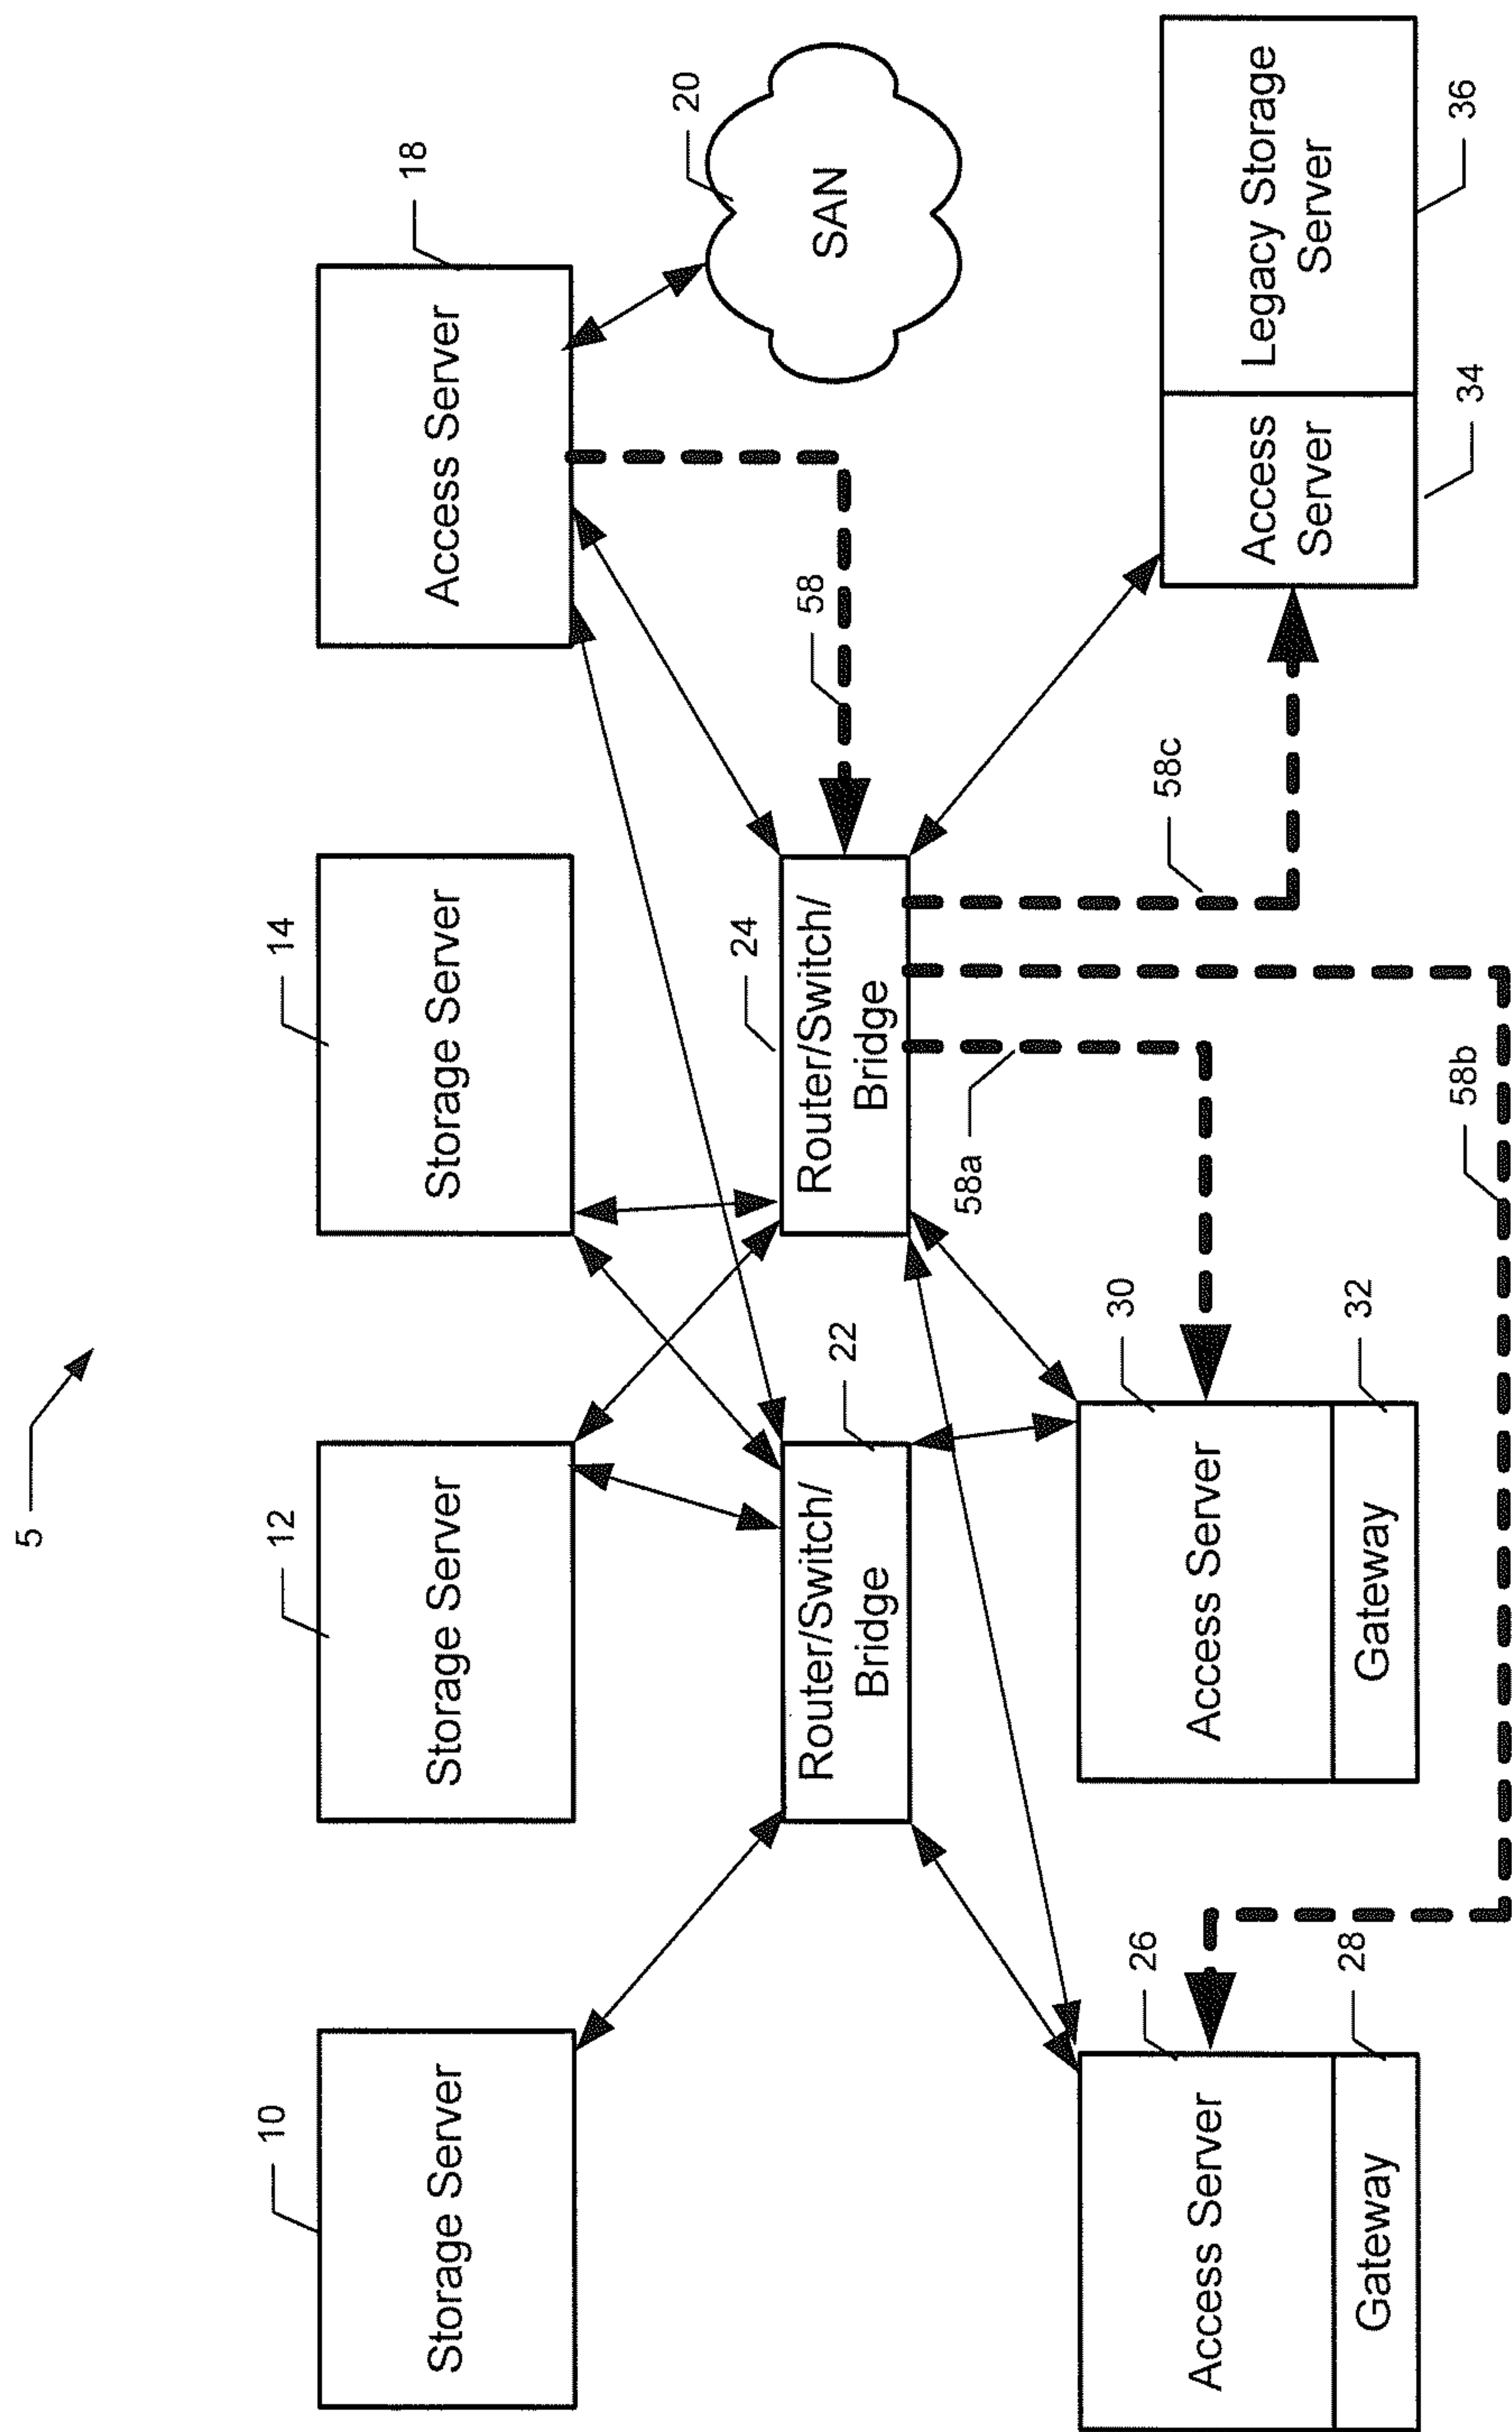 5
10
Storage Server
12
Storage Server
14
Storage Server
18
Access Server
20
SAN
22
Router/Switch/
Bridge
24
Router/Switch/
Bridge
58
58a
58b
58c
26
Access Server
28
Gateway
30
Access Server
32
Gateway
Access
Server
34
Legacy Storage
Server
36